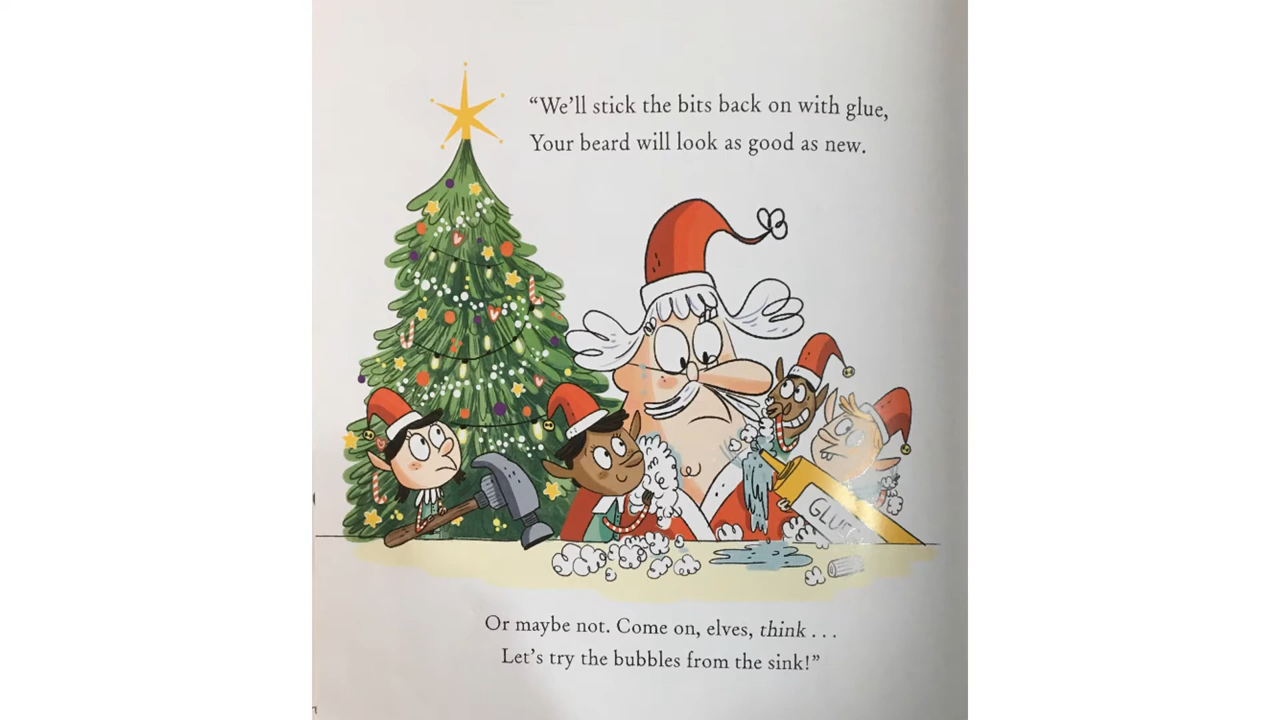 “We’ll stick the bits back on with glue,
Your beard will look as good as new.
GLUE
Or maybe not. Come on, elves, think . . .
Let’s try the bubbles from the sink!”